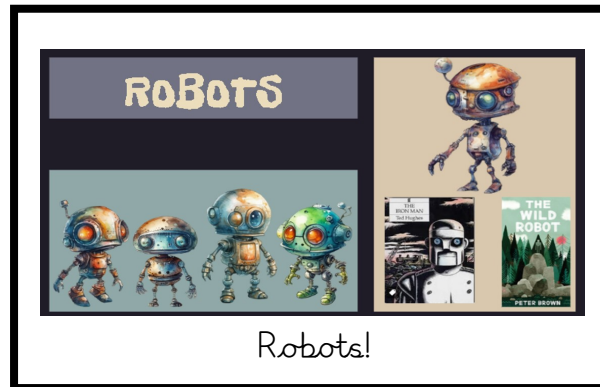 ROBOTS
THE
IRON MAN
Ted Hughes
THE
WILD
ROBOT
PETER BROWN
Robots!